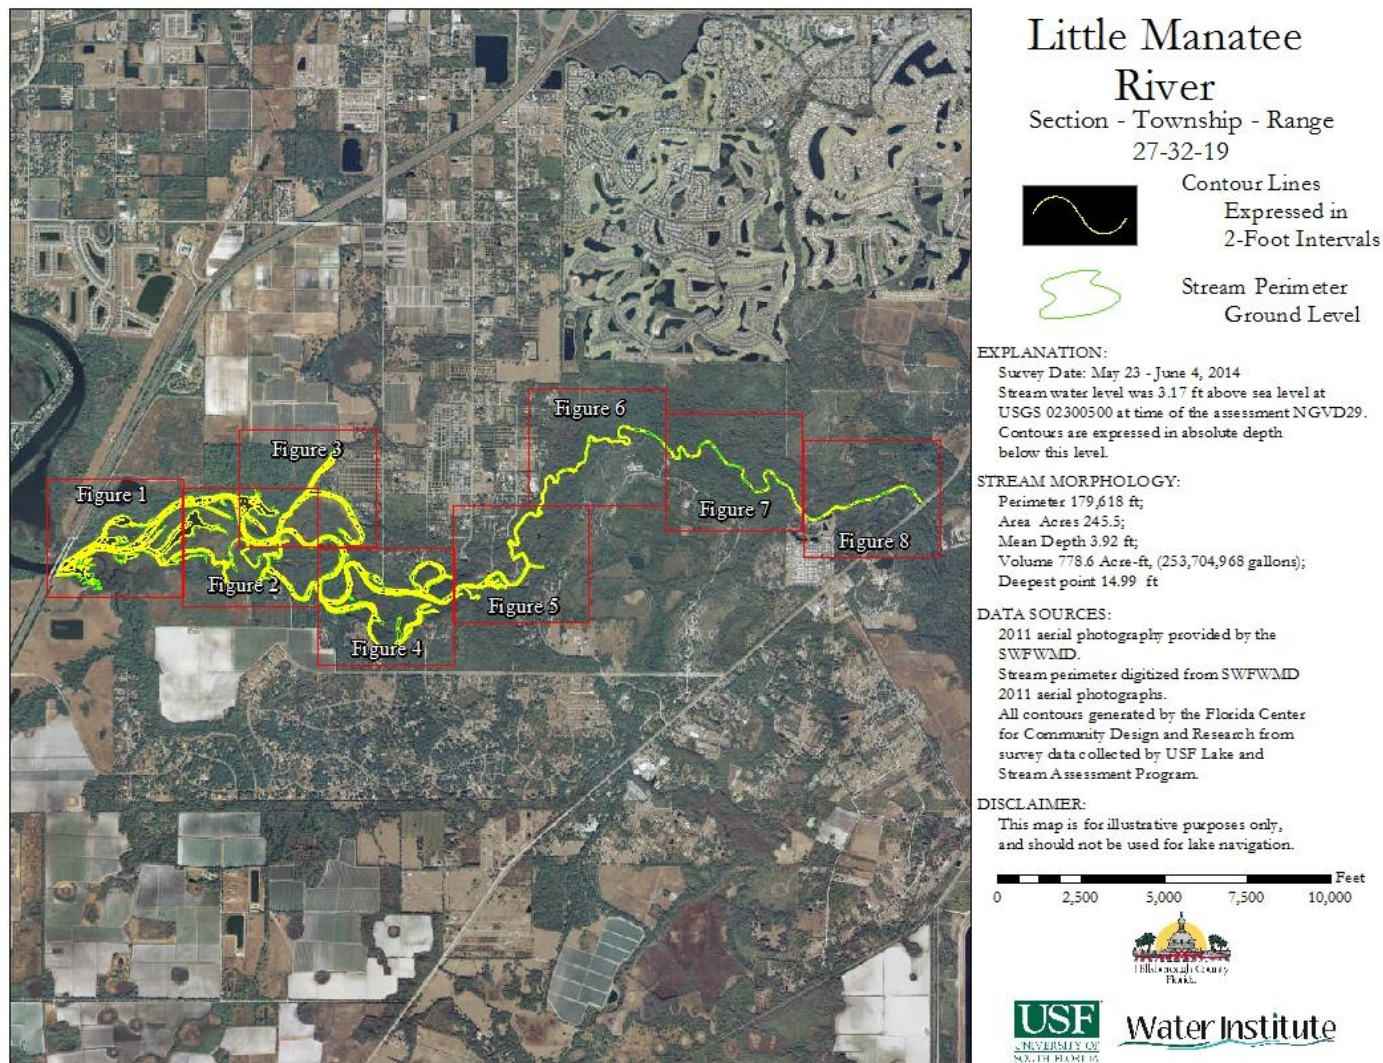 Little Manatee
River
Section - Township - Range
27-32-19
Contour Lines
Expressed in
2-Foot Intervals
Stream Perimeter
Ground Level
EXPLANATION:
Survey Date: May 23 - June 4, 2014
Stream water level was 3.17 ft above sea level at
USGS 02300500 at time of the assessment NGVD29.
Contours are expressed in absolute depth
below this level.
STREAM MORPHOLOGY:
Perimeter 179,618 ft;
Area Acres 245.5;
Mean Depth 3.92 ft;
Volume 778.6 Acre-ft, (253,704,968 gallons);
Deepest point 14.99 ft
DATA SOURCES:
2011 aerial photography provided by the
SWFWMD.
Stream perimeter digitized from SWFWMD
2011 aerial photographs.
All contours generated by the Florida Center
for Community Design and Research from
survey data collected by USF Lake and
Stream Assessment Program.
DISCLAIMER:
This map is for illustrative purposes only,
and should not be used for lake navigation.
Feet
0 2,500 5,000 7,500 10,000
Hillsborough County
Florida
USF
UNIVERSITY OF
SOUTH FLORIDA
Water Institute
Figure 1
Figure 2
Figure 3
Figure 4
Figure 5
Figure 6
Figure 7
Figure 8